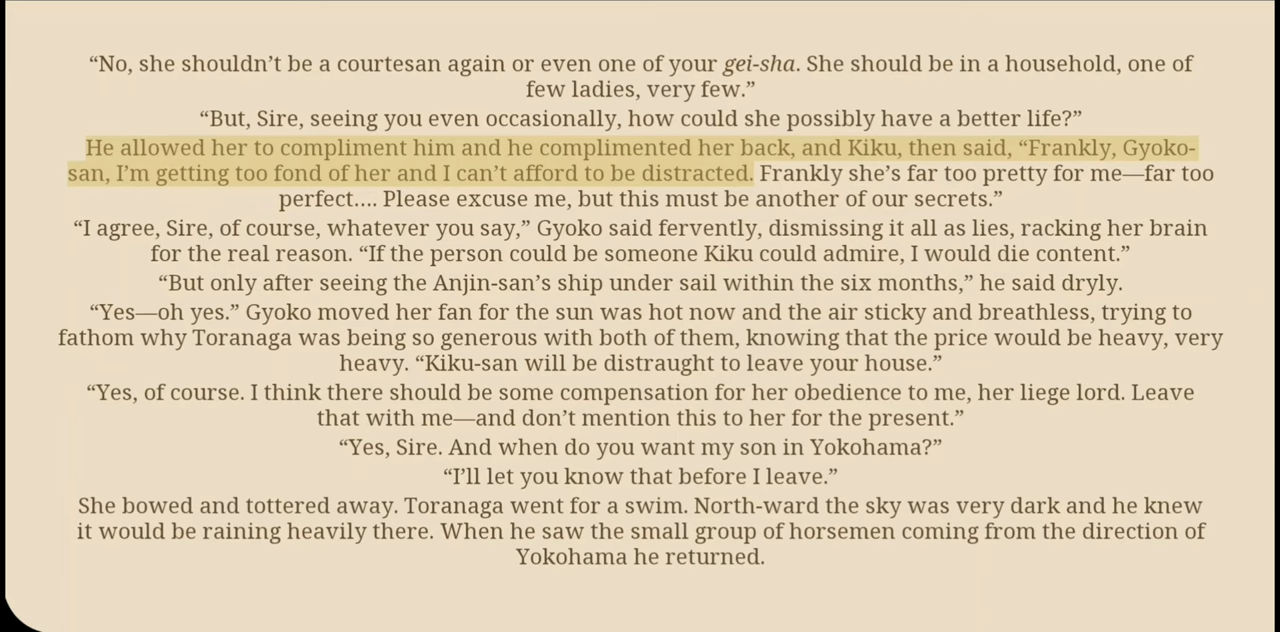 “No, she shouldn’t be a courtesan again or even one of your gei-sha. She should be in a household, one of
few ladies, very few.”
“But, Sire, seeing you even occasionally, how could she possibly have a better life?”
He allowed her to compliment him and he complimented her back, and Kiku, then said, “Frankly, Gyoko-
san, I’m getting too fond of her and I can’t afford to be distracted. Frankly she’s far too pretty for me—far too
perfect.... Please excuse me, but this must be another of our secrets.”
“I agree, Sire, of course, whatever you say,” Gyoko said fervently, dismissing it all as lies, racking her brain
for the real reason. “If the person could be someone Kiku could admire, I would die content.”
“But only after seeing the Anjin-san’s ship under sail within the six months,” he said dryly.
“Yes—oh yes.” Gyoko moved her fan for the sun was hot now and the air sticky and breathless, trying to
fathom why Toranaga was being so generous with both of them, knowing that the price would be heavy, very
heavy. “Kiku-san will be distraught to leave your house.”
“Yes, of course. I think there should be some compensation for her obedience to me, her liege lord. Leave
that with me—and don’t mention this to her for the present.”
“Yes, Sire. And when do you want my son in Yokohama?”
“I’ll let you know that before I leave.”
She bowed and tottered away. Toranaga went for a swim. North-ward the sky was very dark and he knew
it would be raining heavily there. When he saw the small group of horsemen coming from the direction of
Yokohama he returned.